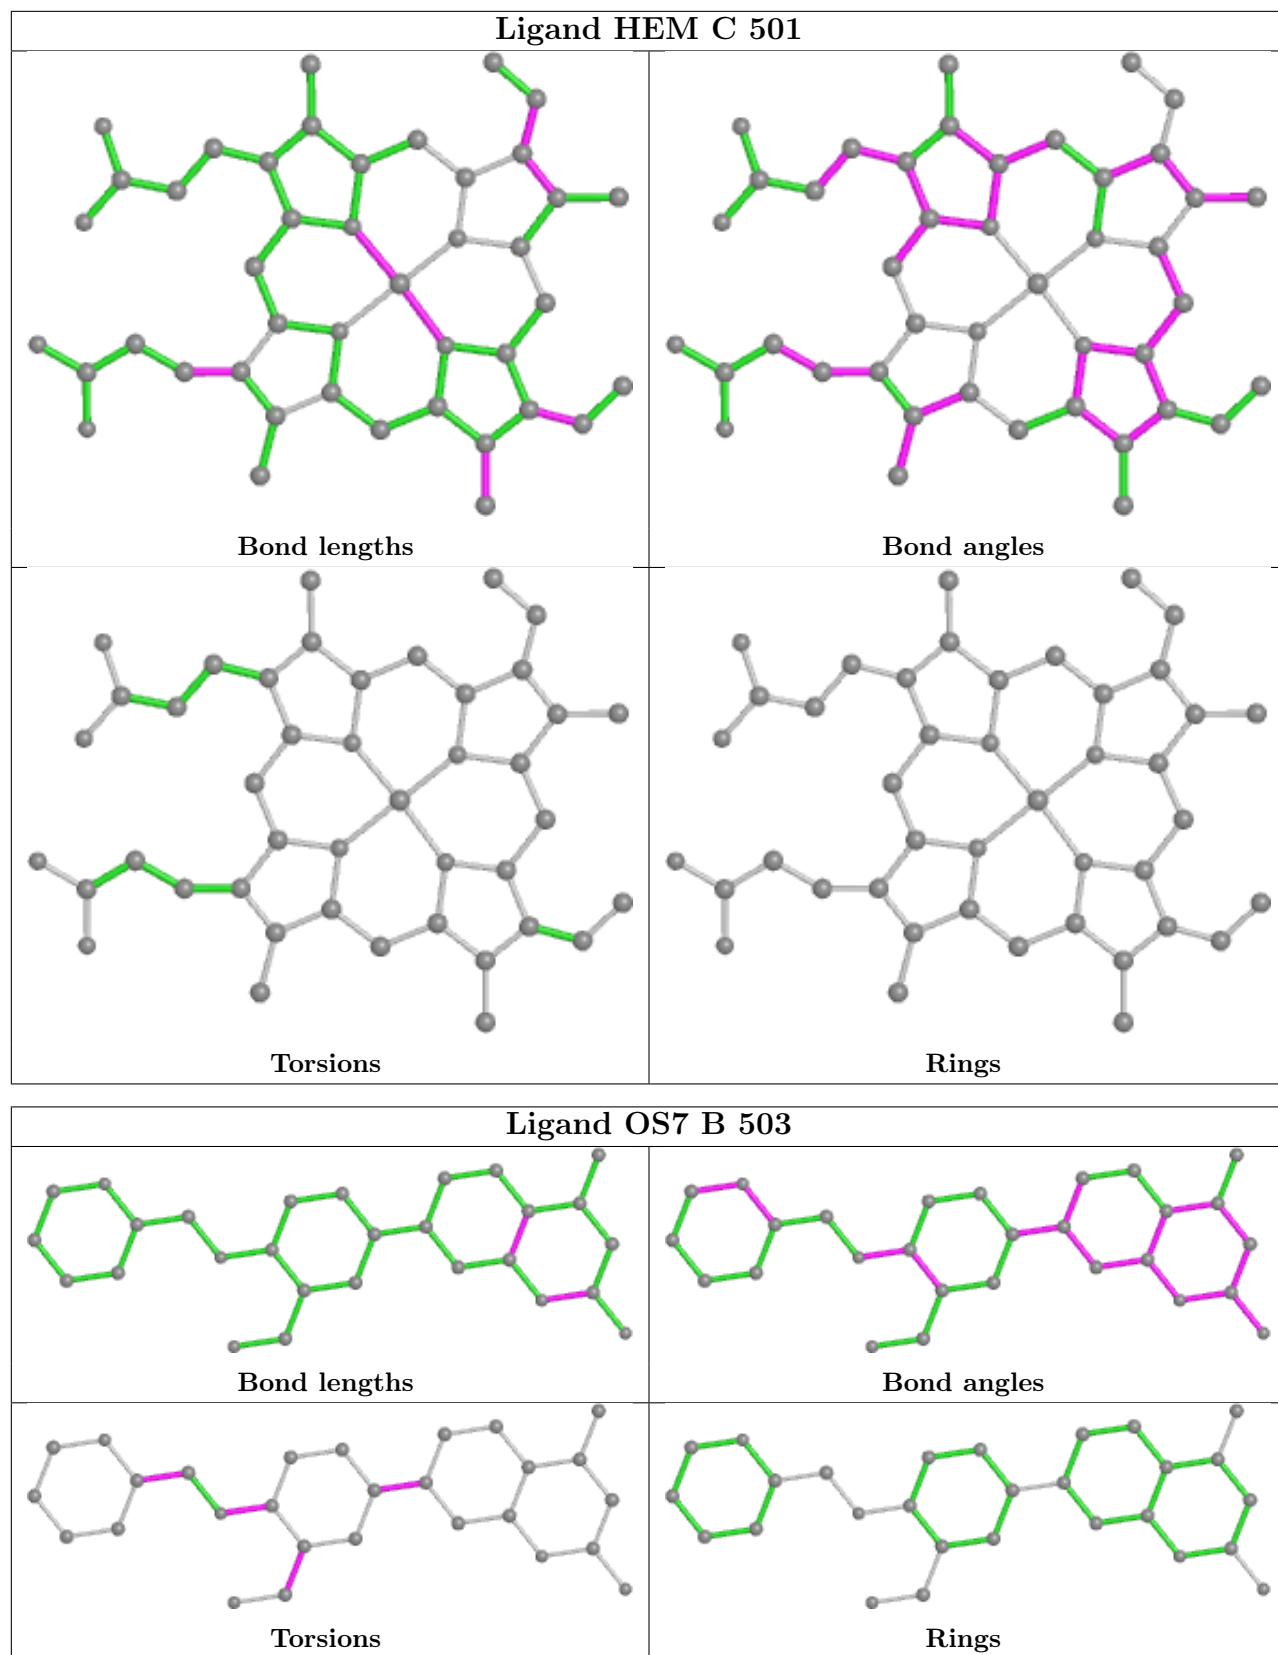 Ligand HEM C 501
Bond lengths
Bond angles
Torsions
Rings
Ligand OS7 B 503
Bond lengths
Bond angles
Torsions
Rings